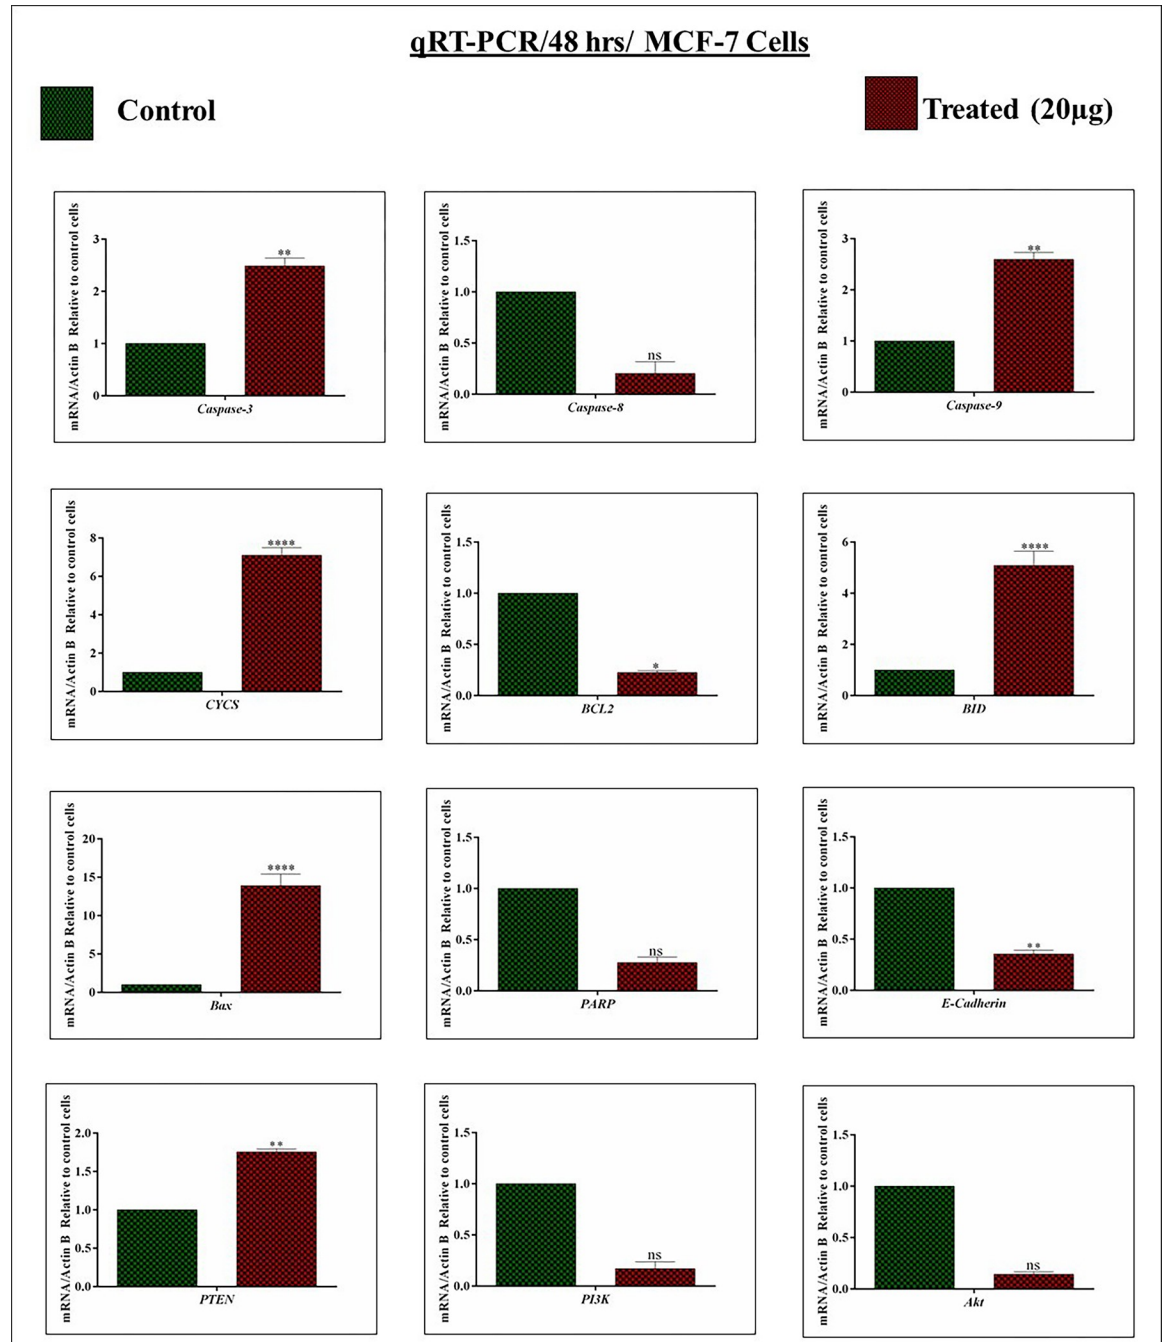 qRT-PCR/48 hrs/ MCF-7 Cells
Control
Treated (20µg)
mRNA/Actin B Relative to control cells
3
2
1
0
**
Caspase-3
mRNA/Actin B Relative to control cells
1.5
1.0
0.5
0.0
ns
Caspase-8
mRNA/Actin B Relative to control cells
3
2
1
0
**
Caspase-9
mRNA/Actin B Relative to control cells
8
6
4
2
0
****
CYCS
mRNA/Actin B Relative to control cells
1.5
1.0
0.5
0.0
*
BCL2
mRNA/Actin B Relative to control cells
6
4
2
0
****
BID
mRNA/Actin B Relative to control cells
20
15
10
5
0
****
Bax
mRNA/Actin B Relative to control cells
1.5
1.0
0.5
0.0
ns
PARP
mRNA/Actin B Relative to control cells
1.5
1.0
0.5
0.0
**
E-Cadherin
mRNA/Actin B Relative to control cells
2.0
1.5
1.0
0.5
0.0
**
PTEN
mRNA/Actin B Relative to control cells
1.5
1.0
0.5
0.0
ns
PI3K
mRNA/Actin B Relative to control cells
1.5
1.0
0.5
0.0
ns
Akt